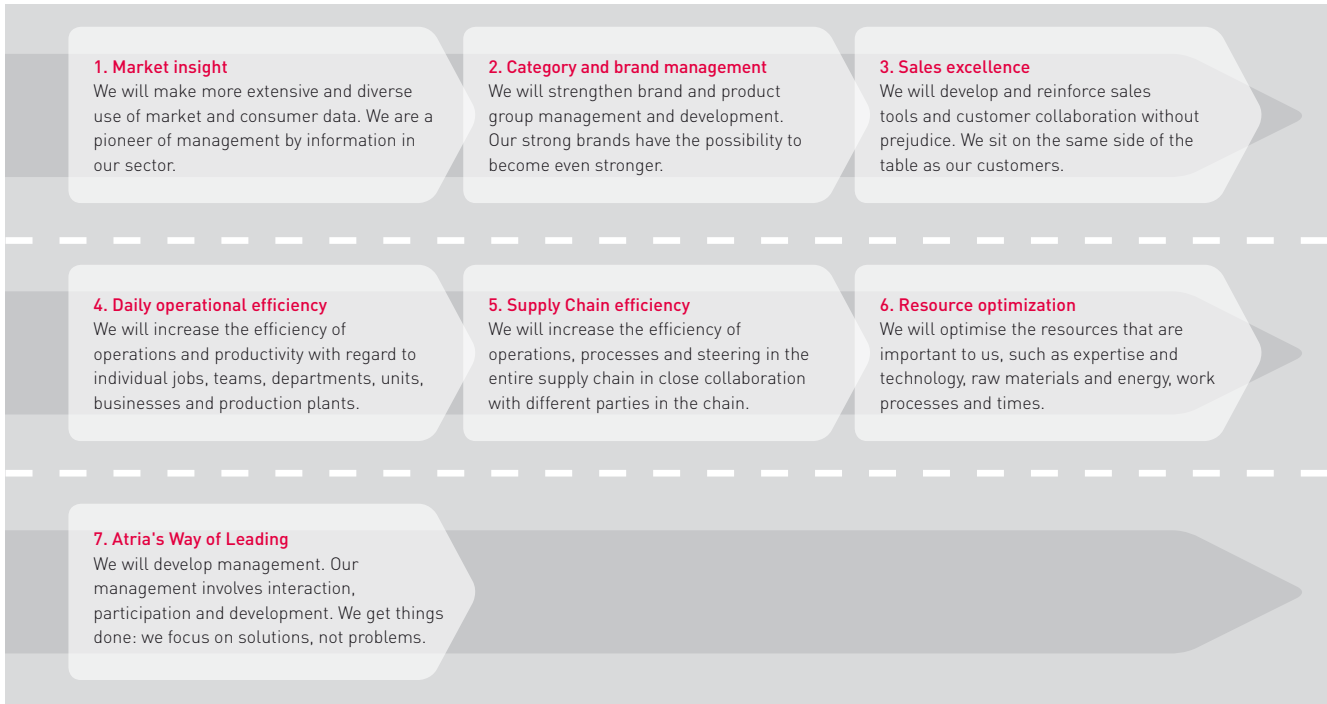 1. Market insight
We will make more extensive and diverse
use of market and consumer data. We are a
pioneer of management by information in
our sector.
2. Category and brand management
We will strengthen brand and product
group management and development.
Our strong brands have the possibility to
become even stronger.
3. Sales excellence
We will develop and reinforce sales
tools and customer collaboration without
prejudice. We sit on the same side of the
table as our customers.
4. Daily operational efficiency
We will increase the efficiency of
operations and productivity with regard to
individual jobs, teams, departments, units,
businesses and production plants.
5. Supply Chain efficiency
We will increase the efficiency of
operations, processes and steering in the
entire supply chain in close collaboration
with different parties in the chain.
6. Resource optimization
We will optimise the resources that are
important to us, such as expertise and
technology, raw materials and energy, work
processes and times.
7. Atria's Way of Leading
We will develop management. Our
management involves interaction,
participation and development. We get things
done: we focus on solutions, not problems.